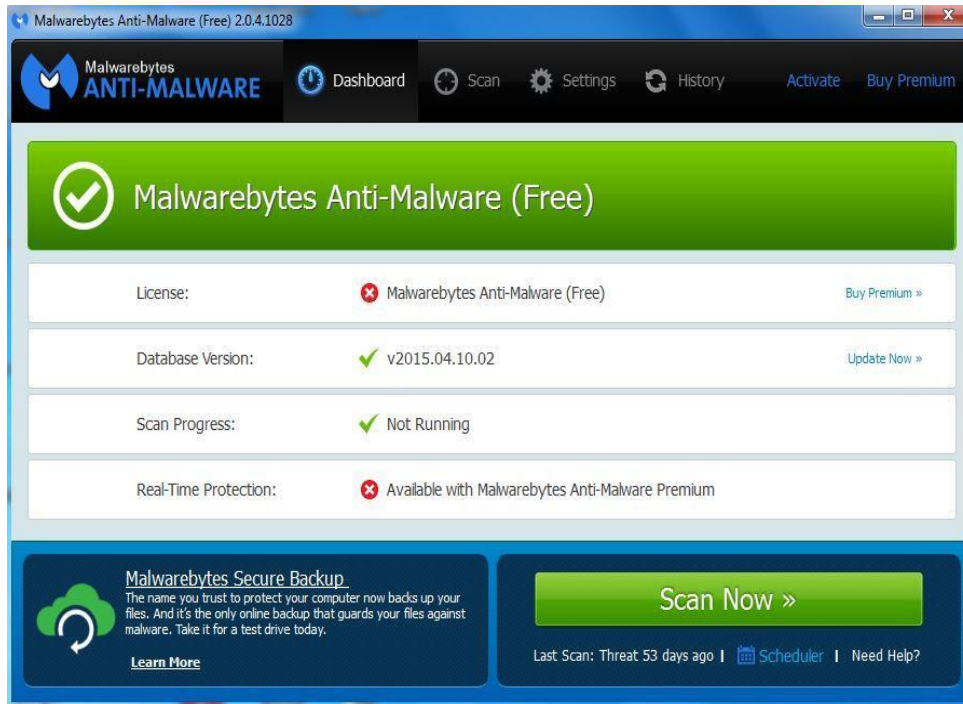 Malwarebytes Anti-Malware (Free) 2.0.4.1028
Malwarebytes
ANTI-MALWARE
Dashboard
Scan
Settings
History
Activate
Buy Premium
Malwarebytes Anti-Malware (Free)
License: Malwarebytes Anti-Malware (Free) Buy Premium »
Database Version: v2015.04.10.02 Update Now »
Scan Progress: Not Running
Real-Time Protection: Available with Malwarebytes Anti-Malware Premium
Malwarebytes Secure Backup
The name you trust to protect your computer now backs up your
files. And it's the only online backup that guards your files against
malware. Take it for a test drive today.
Learn More
Scan Now »
Last Scan: Threat 53 days ago | Scheduler | Need Help?